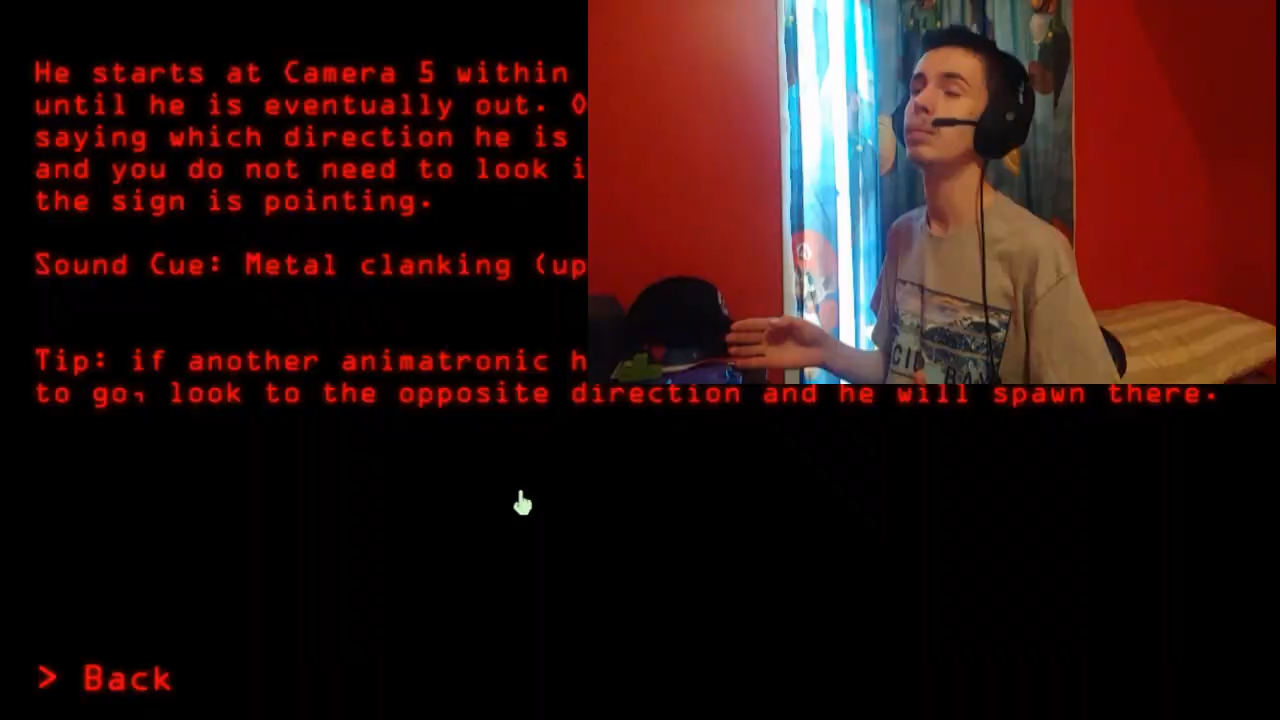 He starts at Camera 5 within
until he is eventually out. O
saying which direction he is
and you do not need to look i
the sign is pointing.
Sound Cue: Metal clanking (up
Tip: if another animatronic h
to go, look to the opposite direction and he will spawn there.
> Back